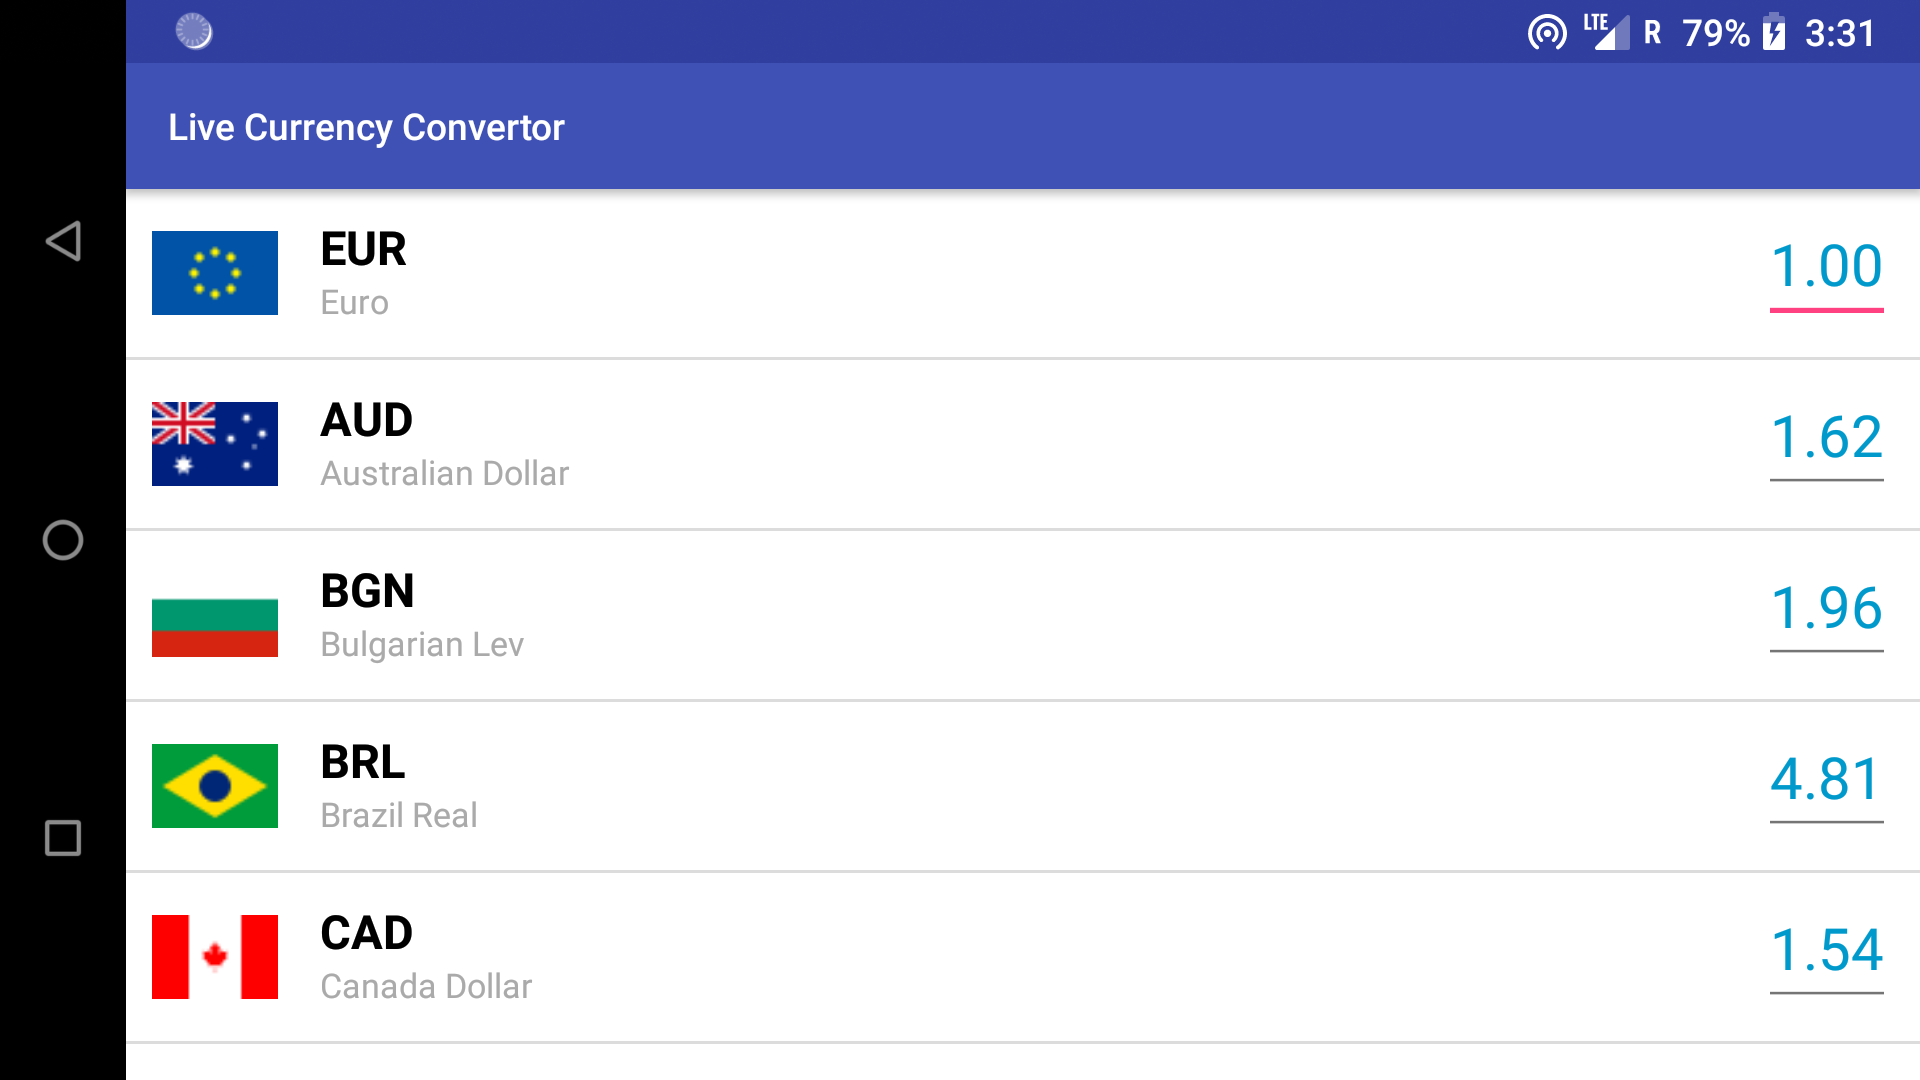 LTE R 79% 3:31
Live Currency Convertor
EUR
Euro
1.00
AUD
Australian Dollar
1.62
BGN
Bulgarian Lev
1.96
BRL
Brazil Real
4.81
CAD
Canada Dollar
1.54